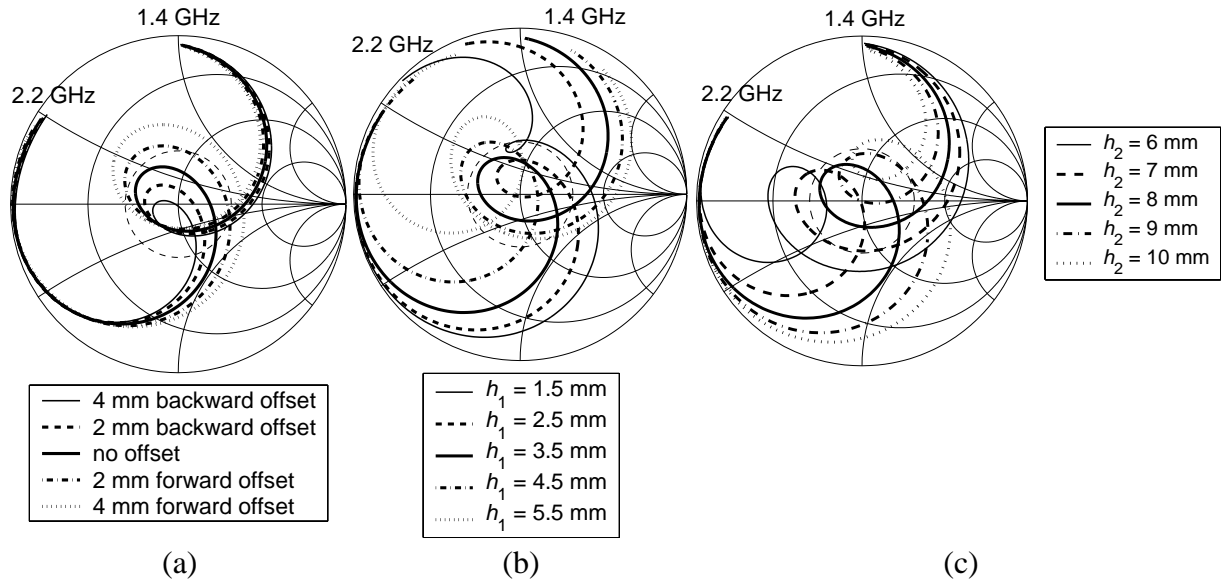 1.4 GHz
2.2 GHz
4 mm backward offset
2 mm backward offset
no offset
2 mm forward offset
4 mm forward offset
(a)
1.4 GHz
2.2 GHz
h1 = 1.5 mm
h1 = 2.5 mm
h1 = 3.5 mm
h1 = 4.5 mm
h1 = 5.5 mm
(b)
1.4 GHz
2.2 GHz
h2 = 6 mm
h2 = 7 mm
h2 = 8 mm
h2 = 9 mm
h2 = 10 mm
(c)